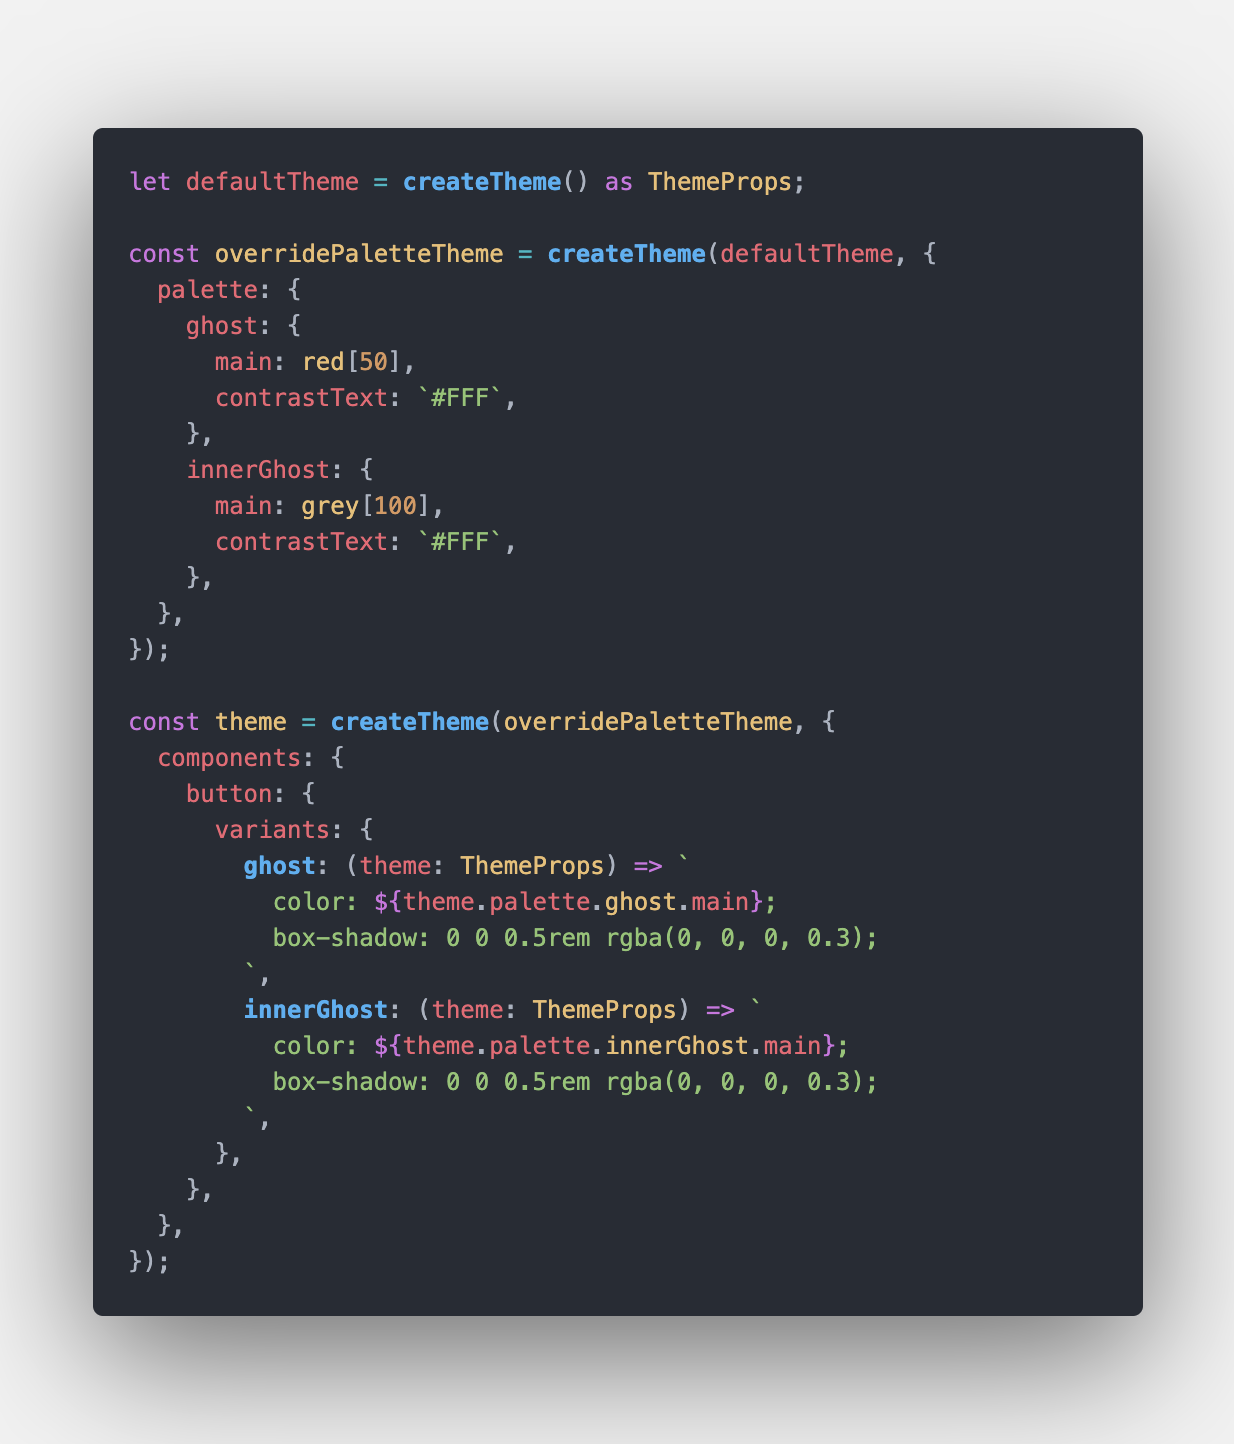 let defaultTheme = createTheme() as ThemeProps;

const overridePaletteTheme = createTheme(defaultTheme, {
  palette: {
    ghost: {
      main: red[50],
      contrastText: `#FFF`,
    },
    innerGhost: {
      main: grey[100],
      contrastText: `#FFF`,
    },
  },
});

const theme = createTheme(overridePaletteTheme, {
  components: {
    button: {
      variants: {
        ghost: (theme: ThemeProps) => `
          color: ${theme.palette.ghost.main};
          box-shadow: 0 0 0.5rem rgba(0, 0, 0, 0.3);
        `,
        innerGhost: (theme: ThemeProps) => `
          color: ${theme.palette.innerGhost.main};
          box-shadow: 0 0 0.5rem rgba(0, 0, 0, 0.3);
        `,
      },
    },
  },
});